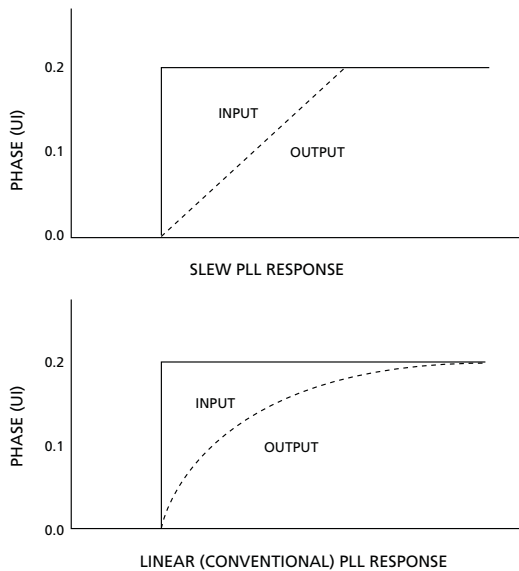 PHASE (UI)
0.2
0.1
0.0
INPUT
OUTPUT
SLEW PLL RESPONSE
PHASE (UI)
0.2
0.1
0.0
INPUT
OUTPUT
LINEAR (CONVENTIONAL) PLL RESPONSE